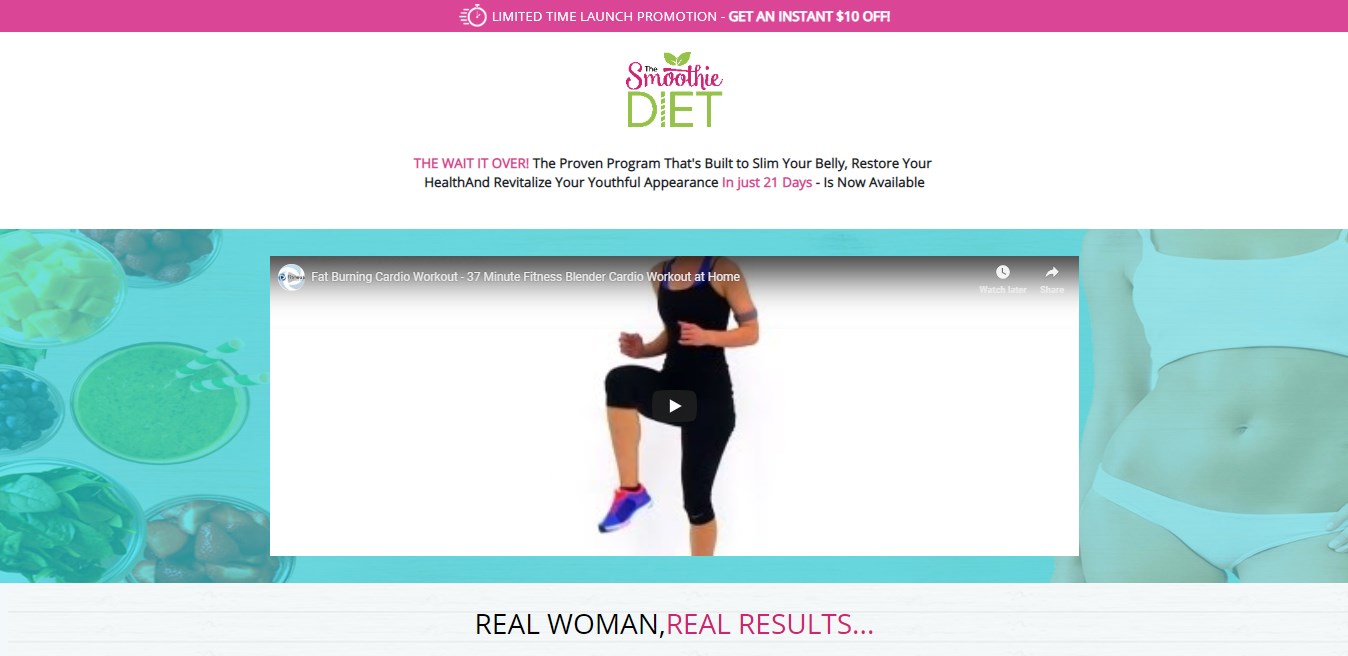 LIMITED TIME LAUNCH PROMOTION - GET AN INSTANT $10 OFF!
The
Smoothie
DIET
THE WAIT IT OVER! The Proven Program That's Built to Slim Your Belly, Restore Your
HealthAnd Revitalize Your Youthful Appearance In just 21 Days - Is Now Available
Fat Burning Cardio Workout - 37 Minute Fitness Blender Cardio Workout at Home
Watch later Share
REAL WOMAN,REAL RESULTS...